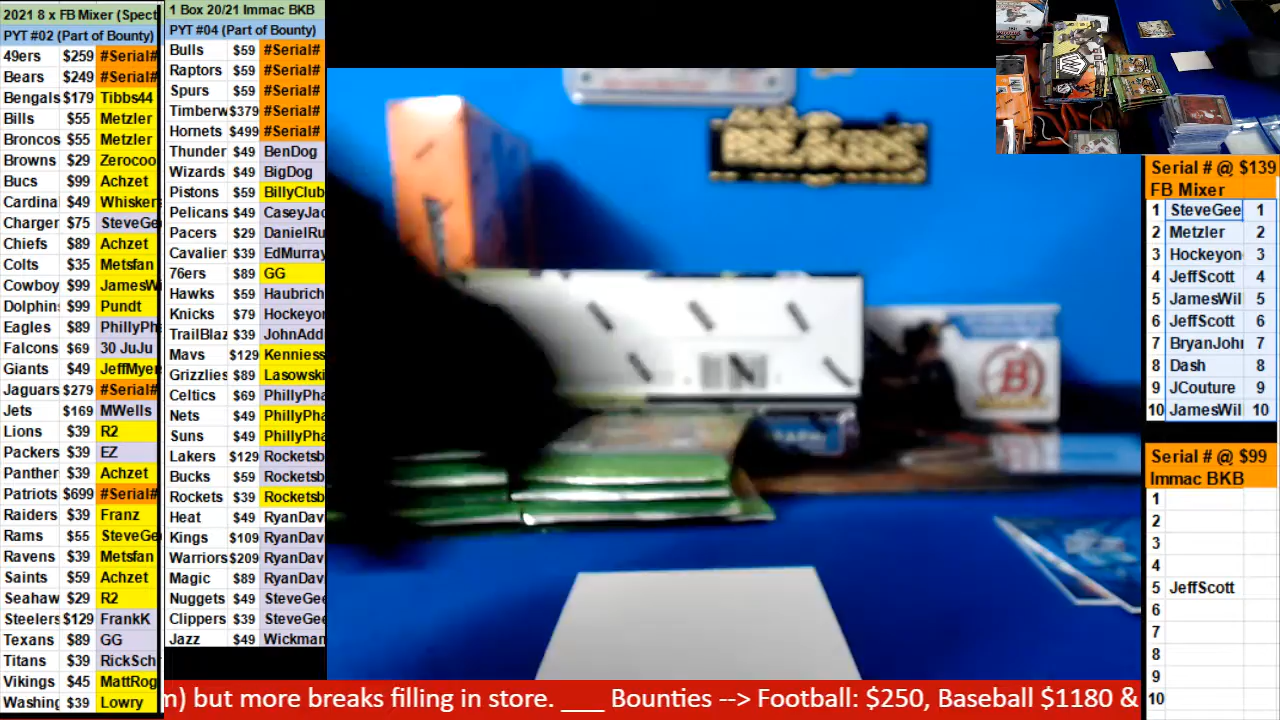 2021 8 x FB Mixer (Spect
PYT #02 (Part of Bounty)
49ers $259 #Serial#
Bears $249 #Serial#
Bengals $179 Tibbs44
Bills $55 Metzler
Broncos $55 Metzler
Browns $29 Zerocoo
Bucs $99 Achzet
Cardina $49 Whisker
Charger $75 SteveGe
Chiefs $89 Achzet
Colts $35 Metsfan
Cowboy $99 JamesWi
Dolphin $99 Pundt
Eagles $89 PhillyPh
Falcons $69 30 JuJu
Giants $49 JeffMyer
Jaguars $279 #Serial#
Jets $169 MWells
Lions $39 R2
Packers $39 EZ
Panther $39 Achzet
Patriots $699 #Serial#
Raiders $39 Franz
Rams $55 SteveGe
Ravens $39 Metsfan
Saints $59 Achzet
Seahaw $29 R2
Steelers $129 FrankK
Texans $89 GG
Titans $39 RickSch
Vikings $45 MattRog
Washing $39 Lowry
1 Box 20/21 Immac BKB
PYT #04 (Part of Bounty)
Bulls $59 #Serial#
Raptors $59 #Serial#
Spurs $59 #Serial#
Timberw $379 #Serial#
Hornets $499 #Serial#
Thunder $49 BenDog
Wizards $49 BigDog
Pistons $59 BillyClub
Pelicans $49 CaseyJac
Pacers $29 DanielRu
Cavalier $39 EdMurray
76ers $89 GG
Hawks $59 Haubrich
Knicks $79 Hockeyor
TrailBlaz $39 JohnAdd
Mavs $129 Kenniess
Grizzlies $89 Lasowski
Celtics $69 PhillyPha
Nets $49 PhillyPha
Suns $49 PhillyPha
Lakers $129 Rocketsb
Bucks $59 Rocketsb
Rockets $39 Rocketsb
Heat $49 RyanDav
Kings $109 RyanDav
Warriors $209 RyanDav
Magic $89 RyanDav
Nuggets $49 SteveGee
Clippers $39 SteveGee
Jazz $49 Wickman
B
Serial # @ $139
FB Mixer
1 SteveGee 1
2 Metzler 2
3 Hockeyon 3
4 JeffScott 4
5 JamesWil 5
6 JeffScott 6
7 BryanJohn 7
8 Dash 8
9 JCouture 9
10 JamesWil 10
Serial # @ $99
Immac BKB
1
2
3
4
5 JeffScott
6
7
8
9
10
m) but more breaks filling in store. ___ Bounties --> Football: $250, Baseball $1180 &